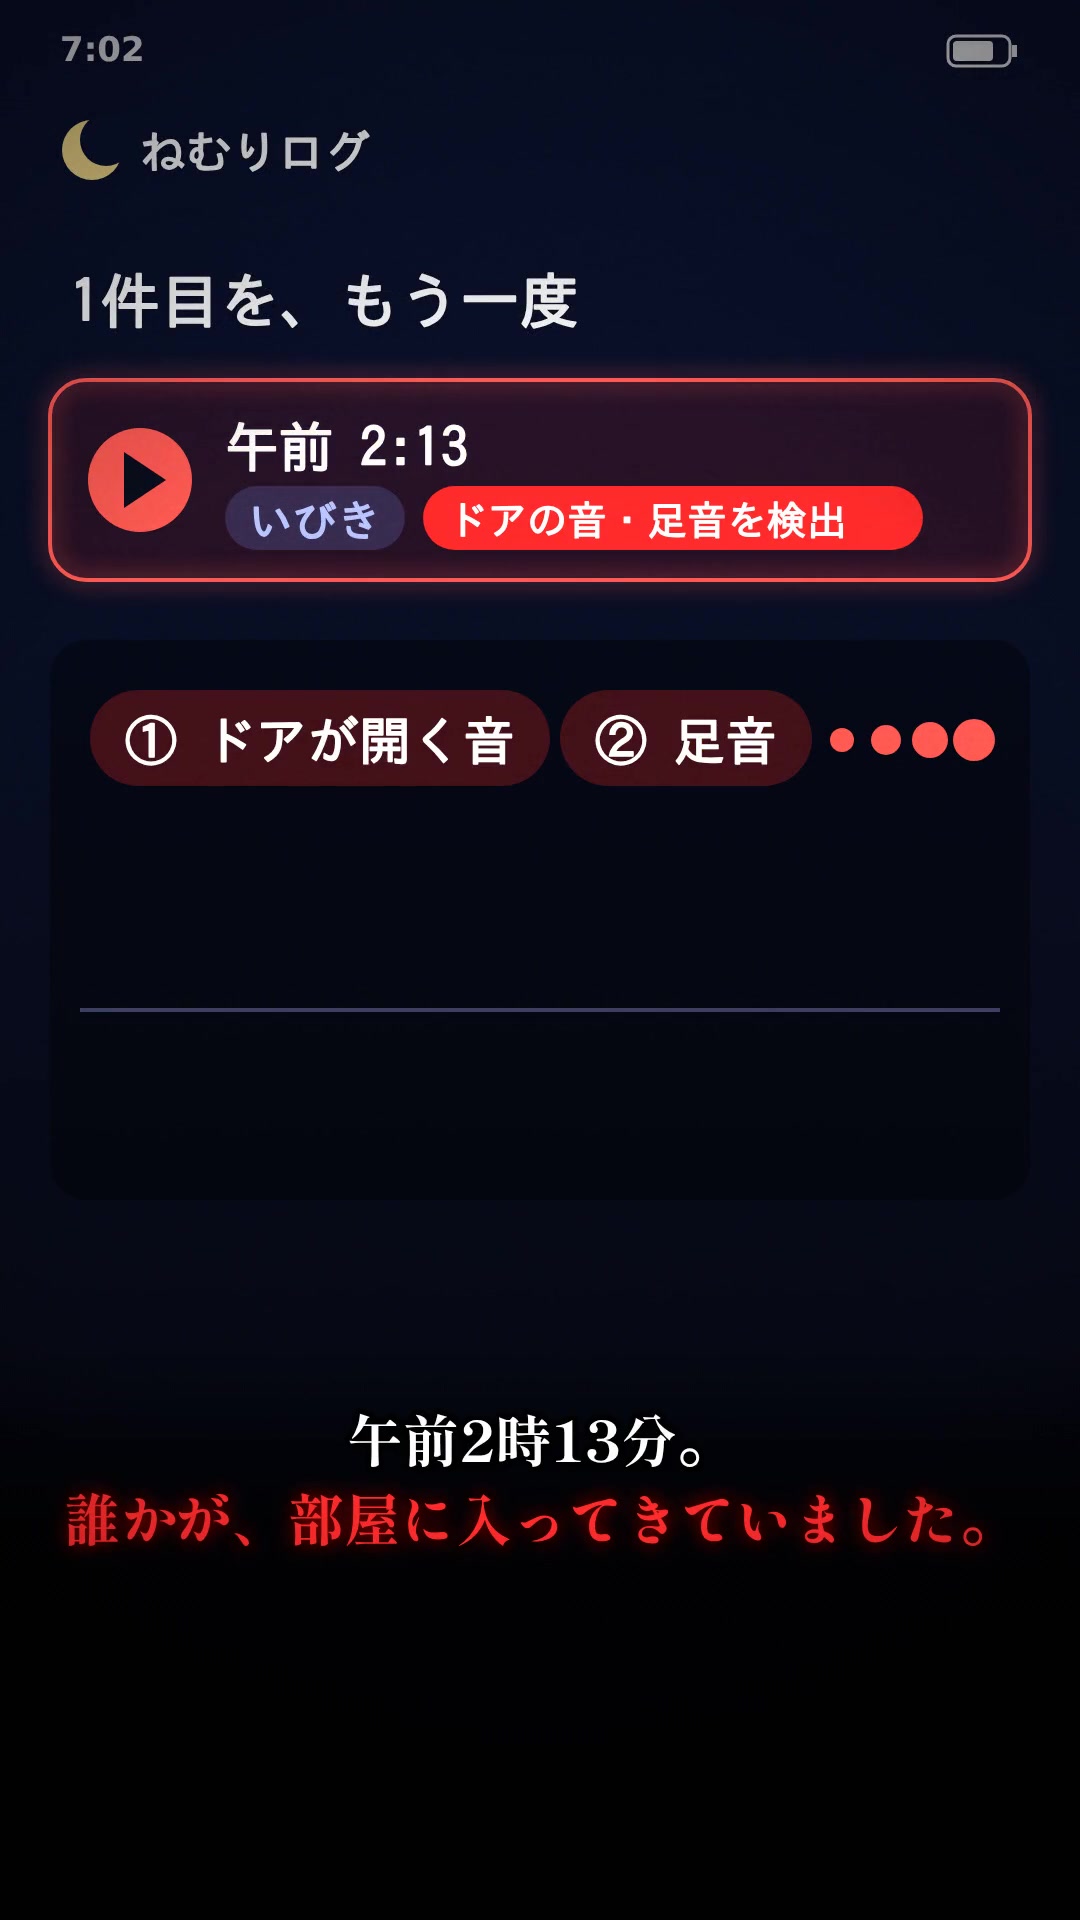 7:02
ねむりログ
1件目を、もう一度
午前 2:13
いびき ドアの音・足音を検出
① ドアが開く音 ② 足音
午前2時13分。
誰かが、部屋に入ってきていました。